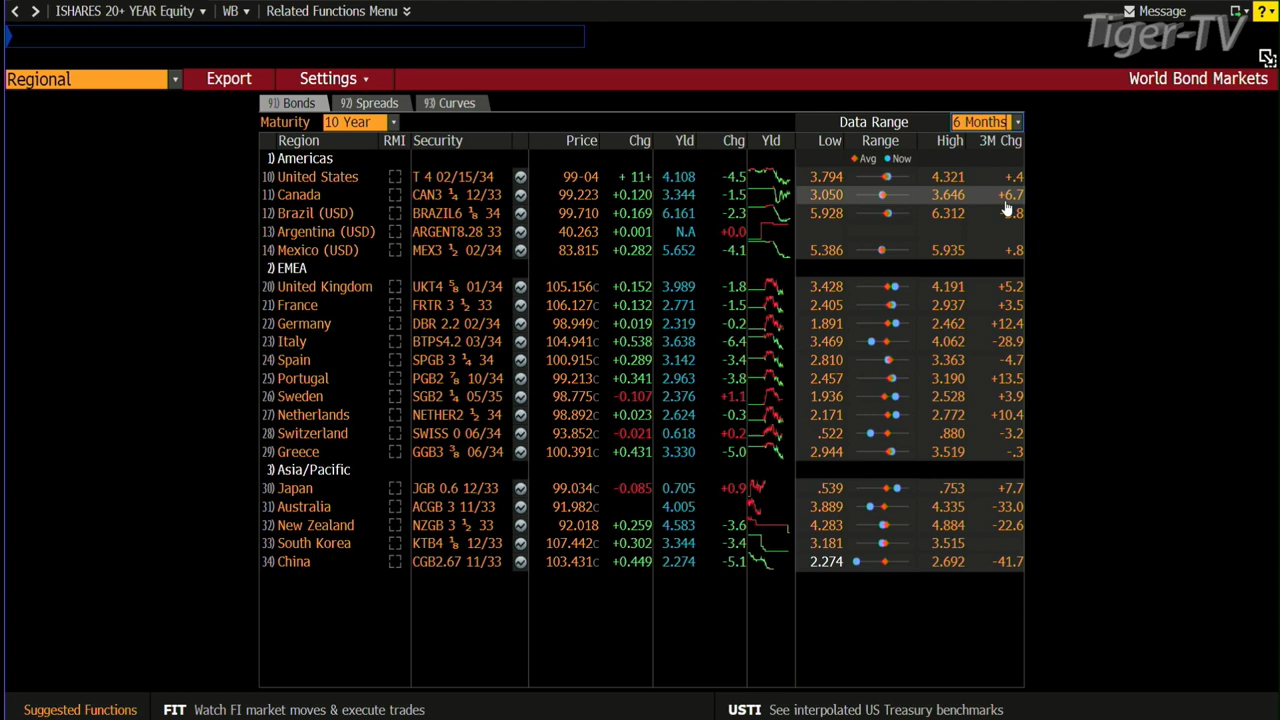 ISHARES 20+ YEAR Equity WB Related Functions Menu Message ?
Tiger-TV
Regional Export Settings World Bond Markets
91) Bonds 92) Spreads 93) Curves
Maturity 10 Year Data Range 6 Months
Region RMI Security Price Chg Yld Chg Yld Low Range High 3M Chg
1) Americas Avg Now
10) United States T 4 02/15/34 99-04 + 11+ 4.108 -4.5 3.794 4.321 +.4
11) Canada CAN3 ¼ 12/33 99.223 +0.120 3.344 -1.5 3.050 3.646 +6.7
12) Brazil (USD) BRAZIL6 ⅛ 34 99.710 +0.169 6.161 -2.3 5.928 6.312 .8
13) Argentina (USD) ARGENT8.28 33 40.263 +0.001 N.A +0.0
14) Mexico (USD) MEX3 ½ 02/34 83.815 +0.282 5.652 -4.1 5.386 5.935 +.8
2) EMEA
20) United Kingdom UKT4 ⅝ 01/34 105.156c +0.152 3.989 -1.8 3.428 4.191 +5.2
21) France FRTR 3 ½ 33 106.127c +0.132 2.771 -1.5 2.405 2.937 +3.5
22) Germany DBR 2.2 02/34 98.949c +0.019 2.319 -0.2 1.891 2.462 +12.4
23) Italy BTPS4.2 03/34 104.941c +0.538 3.638 -6.4 3.469 4.062 -28.9
24) Spain SPGB 3 ¼ 34 100.915c +0.289 3.142 -3.4 2.810 3.363 -4.7
25) Portugal PGB2 ⅞ 10/34 99.213c +0.341 2.963 -3.8 2.457 3.190 +13.5
26) Sweden SGB2 ¼ 05/35 98.775c -0.107 2.376 +1.1 1.936 2.528 +3.9
27) Netherlands NETHER2 ½ 34 98.892c +0.023 2.624 -0.3 2.171 2.772 +10.4
28) Switzerland SWISS 0 06/34 93.852c -0.021 0.618 +0.2 .522 .880 -3.2
29) Greece GGB3 ⅜ 06/34 100.391c +0.431 3.330 -5.0 2.944 3.519 -.3
3) Asia/Pacific
30) Japan JGB 0.6 12/33 99.034c -0.085 0.705 +0.9 .539 .753 +7.7
31) Australia ACGB 3 11/33 91.982c 4.005 3.889 4.335 -33.0
32) New Zealand NZGB 3 ½ 33 92.018 +0.259 4.583 -3.6 4.283 4.884 -22.6
33) South Korea KTB4 ⅛ 12/33 107.442c +0.302 3.344 -3.4 3.181 3.515
34) China CGB2.67 11/33 103.431c +0.449 2.274 -5.1 2.274 2.692 -41.7
Suggested Functions FIT Watch FI market moves & execute trades USTI See interpolated US Treasury benchmarks